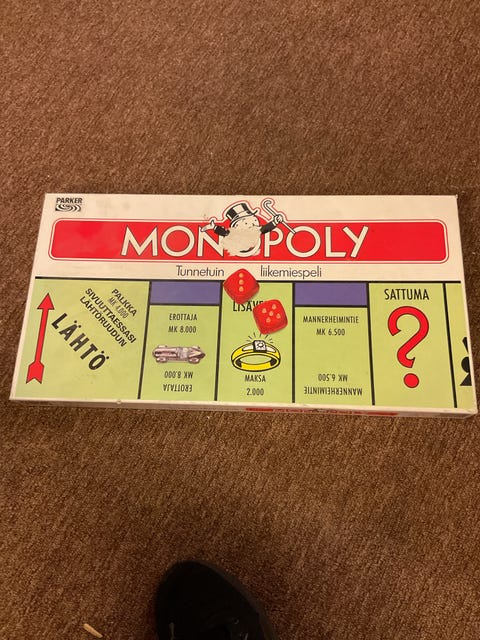 PARKER
MONOPOLY
Tunnetuin liikemiespeli
PALKKA
MK 4.000
SIVUUTTAESSASI
LÄHTÖRUUDUN
LÄHTÖ
EROTTAJA
MK 8.000
MK 8.000
EROTTAJA
MAKSA
2.000
MANNERHEIMINTIE
MK 6.500
MK 6.500
MANNERHEIMINTIE
SATTUMA
?